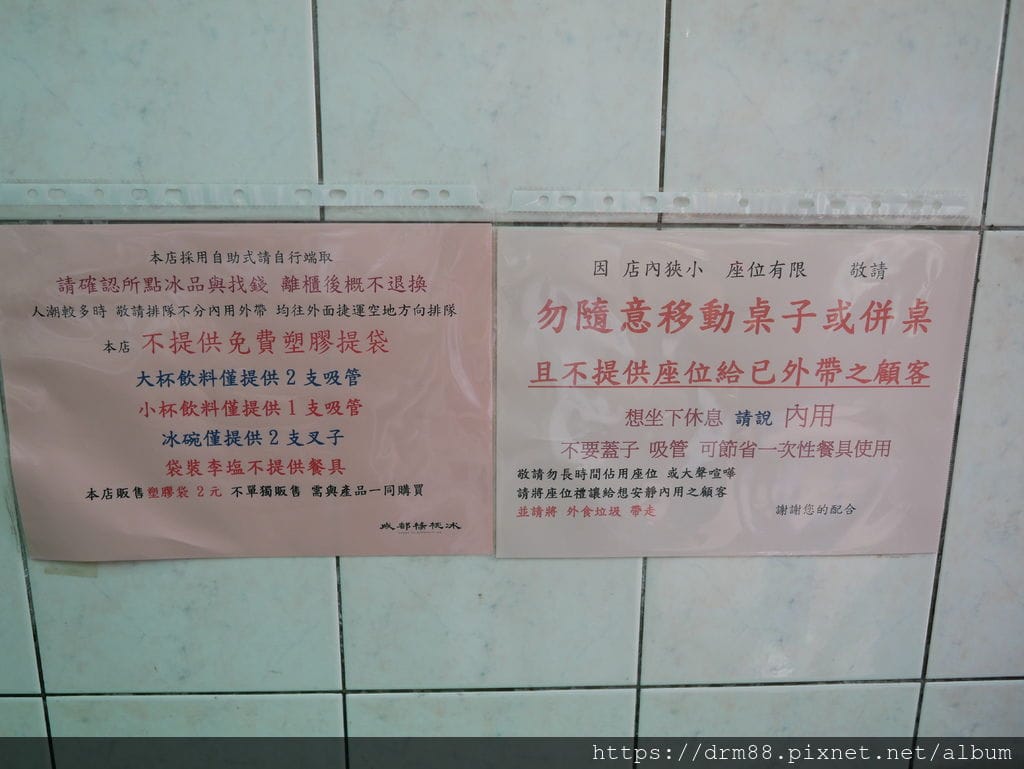 本店採用自助式請自行端取
請確認所點冰品與找錢 離櫃後概不退換
人潮較多時 敬請排隊不分內用外帶 均往外面捷運空地方向排隊
本店 不提供免費塑膠提袋
大杯飲料僅提供2支吸管
小杯飲料僅提供1支吸管
冰碗僅提供2支叉子
袋裝李塩不提供餐具
本店販售塑膠袋 2 元 不單獨販售 需與產品一同購買
成都楊桃冰
因 店內狹小 座位有限 敬請
勿隨意移動桌子或併桌
且不提供座位給已外帶之顧客
想坐下休息 請說 內用
不要蓋子 吸管 可節省一次性餐具使用
敬請勿長時間佔用座位 或大聲喧嘩
請將座位禮讓給想安靜內用之顧客
並請將 外食垃圾 帶走 謝謝您的配合
https://drm88.pixnet.net/album